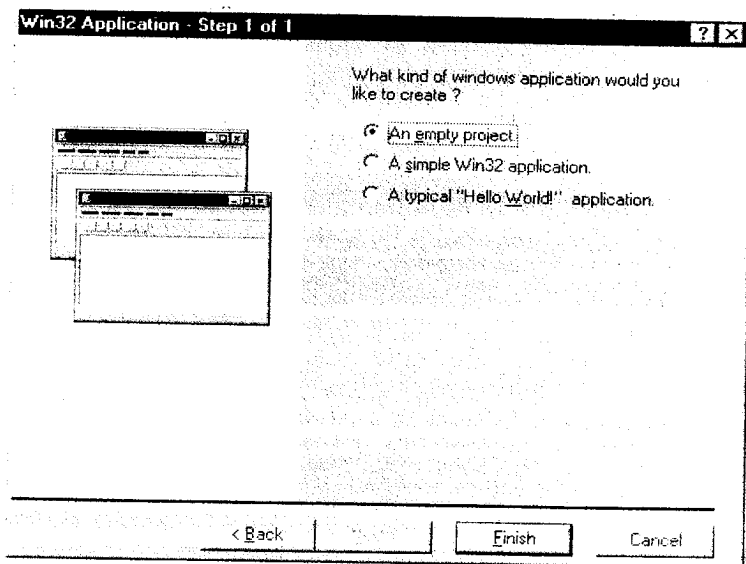 Win32 Application - Step 1 of 1
What kind of windows application would you
like to create ?
An empty project.
A simple Win32 application.
A typical "Hello World!" application.
< Back
Finish
Cancel